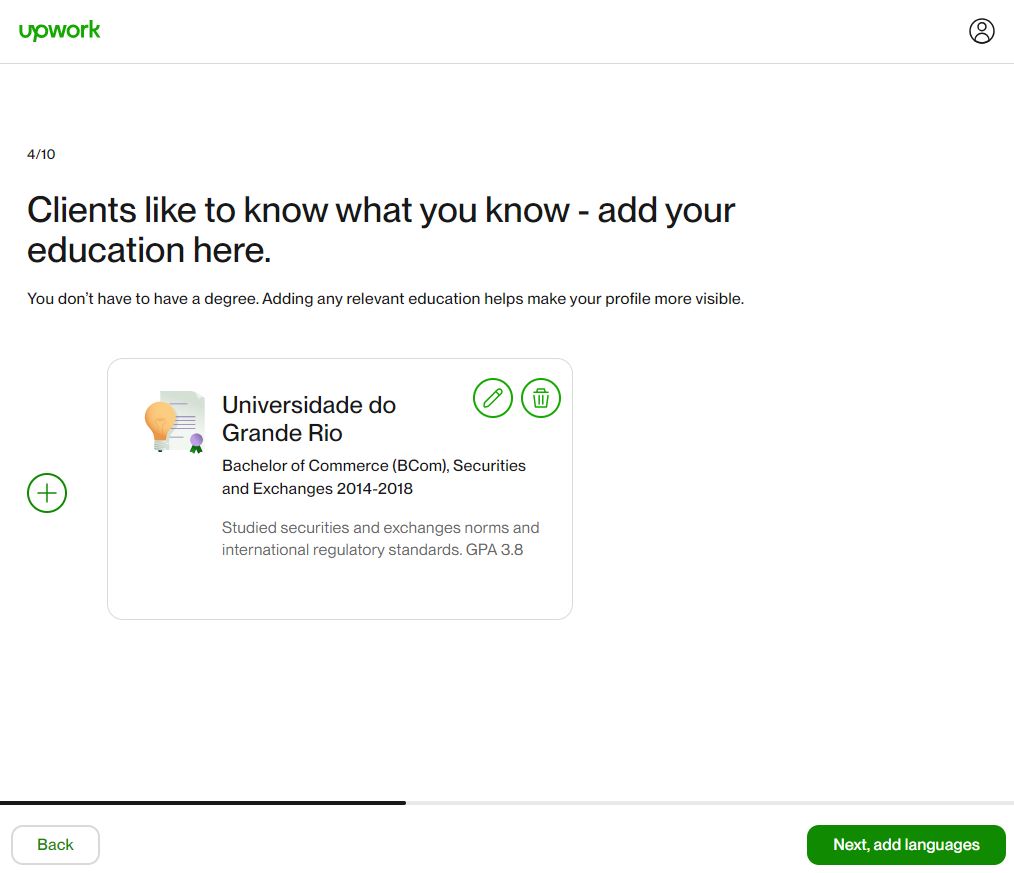 upwork
4/10
Clients like to know what you know - add your
education here.
You don’t have to have a degree. Adding any relevant education helps make your profile more visible.
Universidade do
Grande Rio
Bachelor of Commerce (BCom), Securities
and Exchanges 2014-2018
Studied securities and exchanges norms and
international regulatory standards. GPA 3.8
Back
Next, add languages